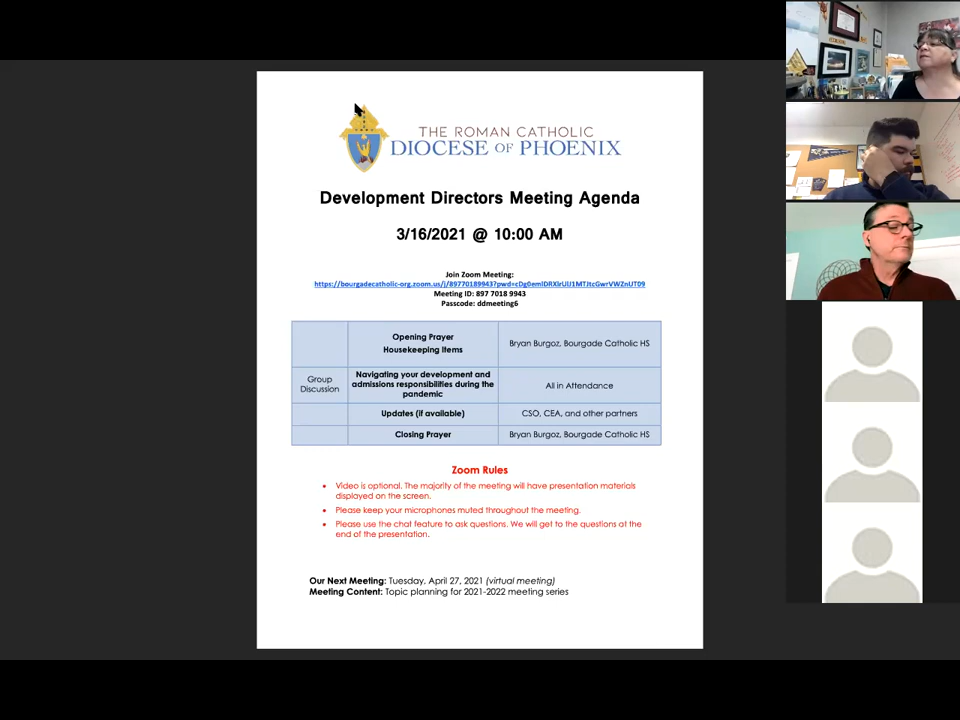 THE ROMAN CATHOLIC
DIOCESE OF PHOENIX
Development Directors Meeting Agenda
3/16/2021 @ 10:00 AM
Join Zoom Meeting:
Meeting ID: 897 7018 9943
Passcode: ddmeeting6
Opening Prayer
Housekeeping Items
Bryan Burgoz, Bourgade Catholic HS
Group
Discussion
Navigating your development and
admissions responsibilities during the
pandemic
All in Attendance
Updates (if available)
CSO, CEA, and other partners
Closing Prayer
Bryan Burgoz, Bourgade Catholic HS
Zoom Rules
• Video is optional. The majority of the meeting will have presentation materials
displayed on the screen.
• Please keep your microphones muted throughout the meeting.
• Please use the chat feature to ask questions. We will get to the questions at the
end of the presentation.
Our Next Meeting: Tuesday, April 27, 2021 (virtual meeting)
Meeting Content: Topic planning for 2021-2022 meeting series